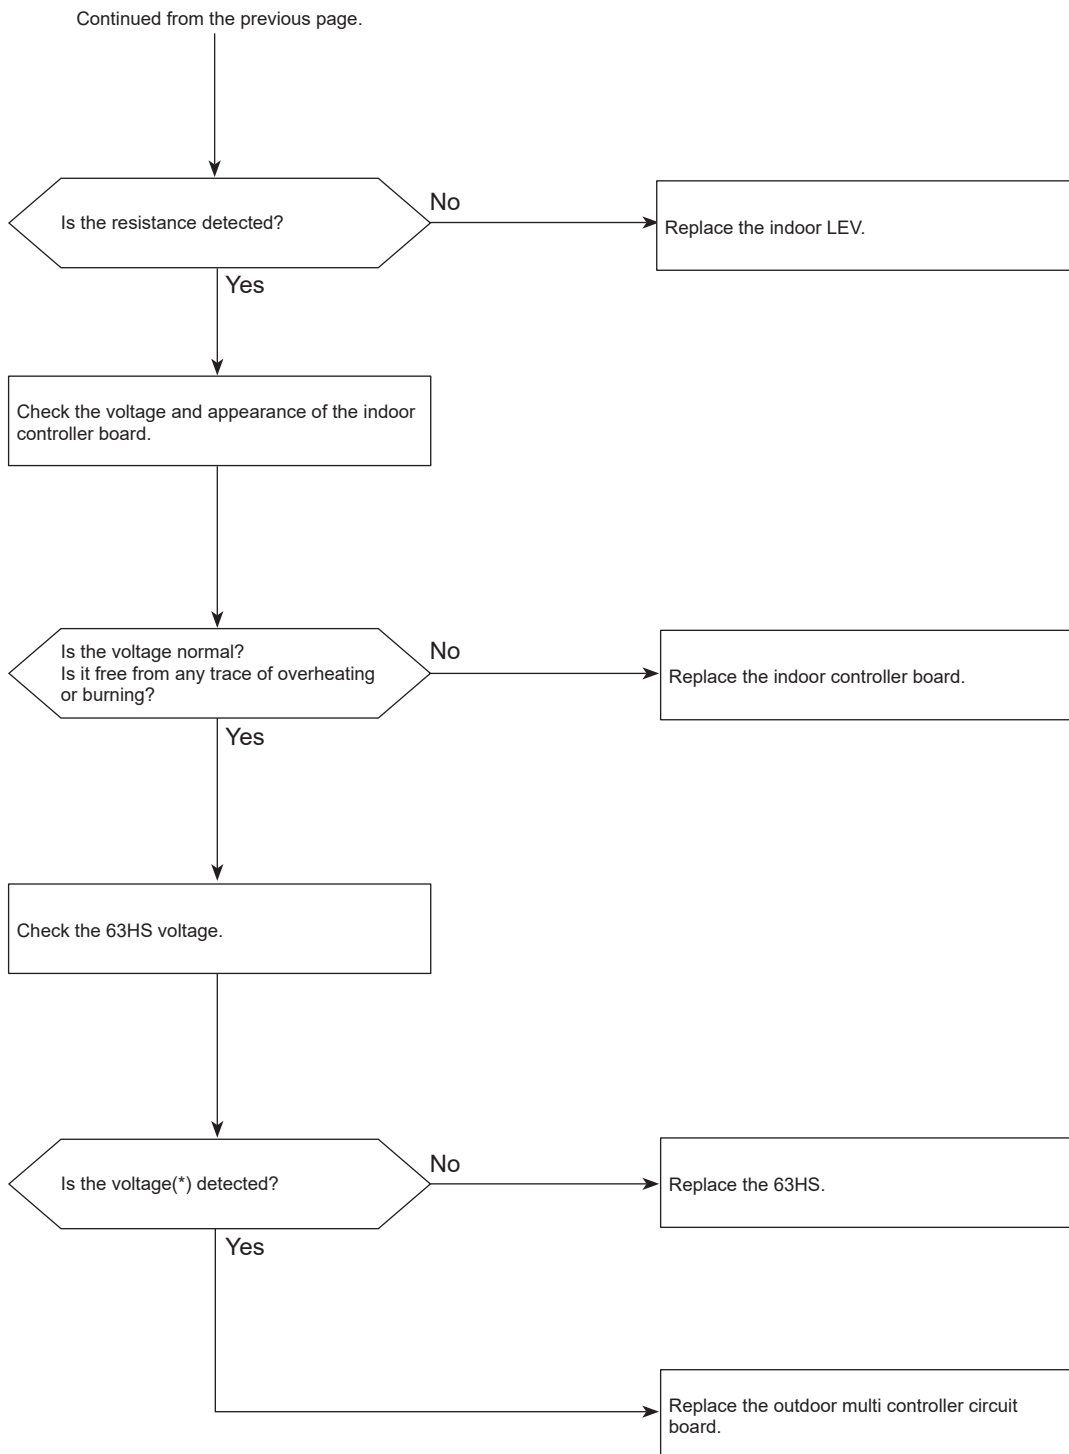 Continued from the previous page.
Is the resistance detected?
No
Replace the indoor LEV.
Yes
Check the voltage and appearance of the indoor
controller board.
Is the voltage normal?
Is it free from any trace of overheating
or burning?
No
Replace the indoor controller board.
Yes
Check the 63HS voltage.
Is the voltage(*) detected?
No
Replace the 63HS.
Yes
Replace the outdoor multi controller circuit
board.